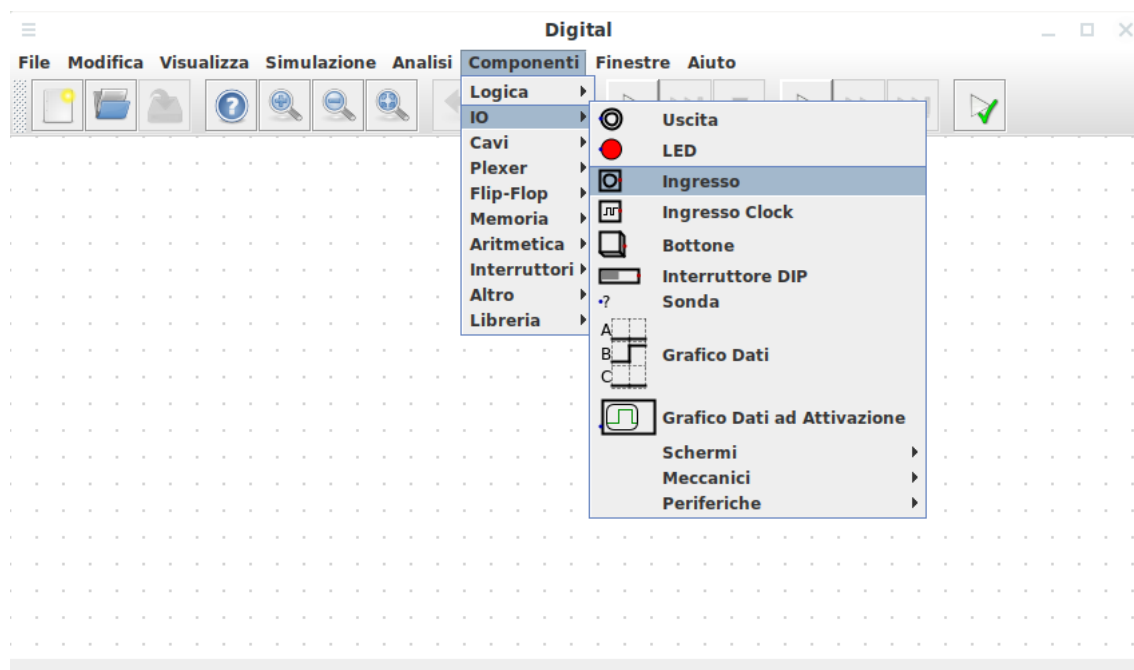 Digital
File Modifica Visualizza Simulazione Analisi Componenti Finestre Aiuto
Logica
IO
Cavi
Plexer
Flip-Flop
Memoria
Aritmetica
Interruttori
Altro
Libreria
Uscita
LED
Ingresso
Ingresso Clock
Bottone
Interruttore DIP
?
Sonda
A
B
C
Grafico Dati
Grafico Dati ad Attivazione
Schermi
Meccanici
Periferiche